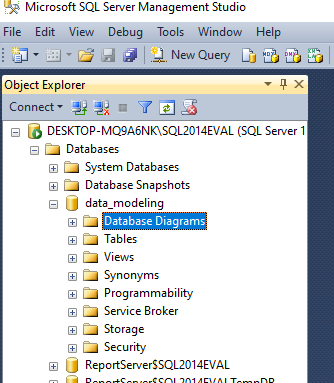 Microsoft SQL Server Management Studio
File Edit View Debug Tools Window Help
New Query
Object Explorer
Connect
DESKTOP-MQ9A6NK\SQL2014EVAL (SQL Server 1
Databases
System Databases
Database Snapshots
data_modeling
Database Diagrams
Tables
Views
Synonyms
Programmability
Service Broker
Storage
Security
ReportServer$SQL2014EVAL
ReportServer$SQL2014EVALTempDB